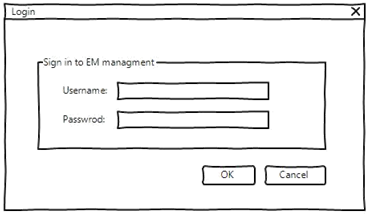 Login
Sign in to EM managment
Username:
Passwrod:
OK Cancel